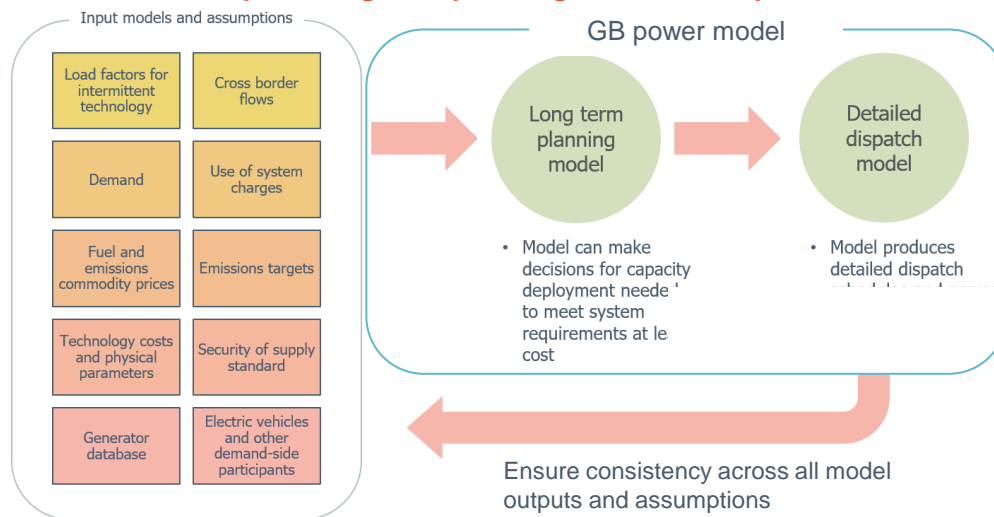 Input models and assumptions
Load factors for
intermittent
technology
Cross border
flows
Demand
Use of system
charges
Fuel and
emissions
commodity prices
Emissions targets
Technology costs
and physical
parameters
Security of supply
standard
Generator
database
Electric vehicles
and other
demand-side
participants
GB power model
Long term
planning
model
Detailed
dispatch
model
• Model can make
decisions for capacity
deployment
to meet system
requirements at
cost
• Model produces
detailed dispatch
Ensure consistency across all model
outputs and assumptions